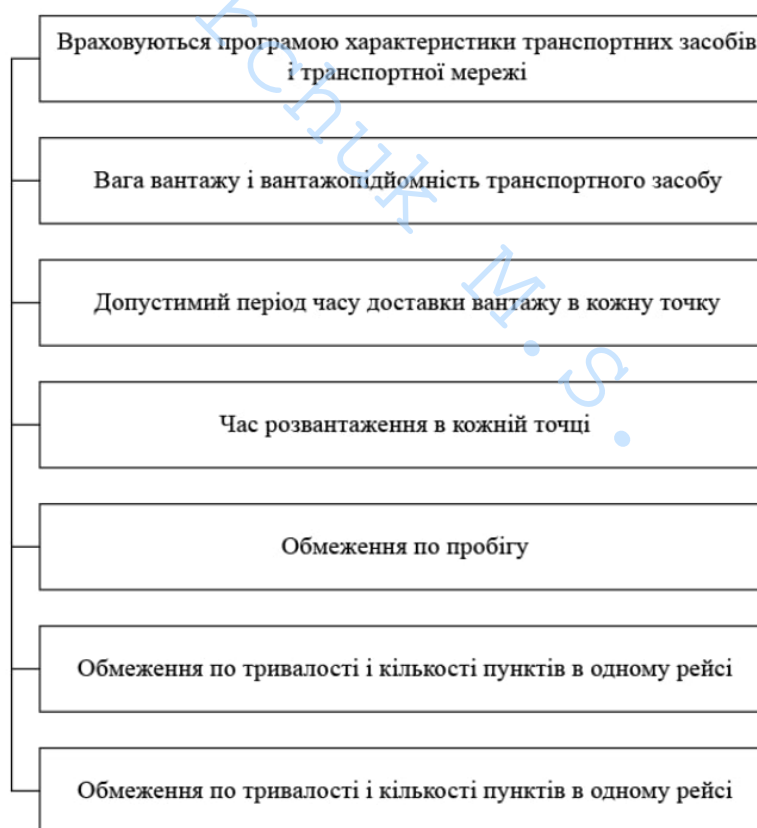 Враховуються програмою характеристики транспортних засобів
і транспортної мережі
Вага вантажу і вантажопідйомність транспортного засобу
Допустимий період часу доставки вантажу в кожну точку
Час розвантаження в кожній точці
Обмеження по пробігу
Обмеження по тривалості і кількості пунктів в одному рейсі
Обмеження по тривалості і кількості пунктів в одному рейсі
rchuk M.S.